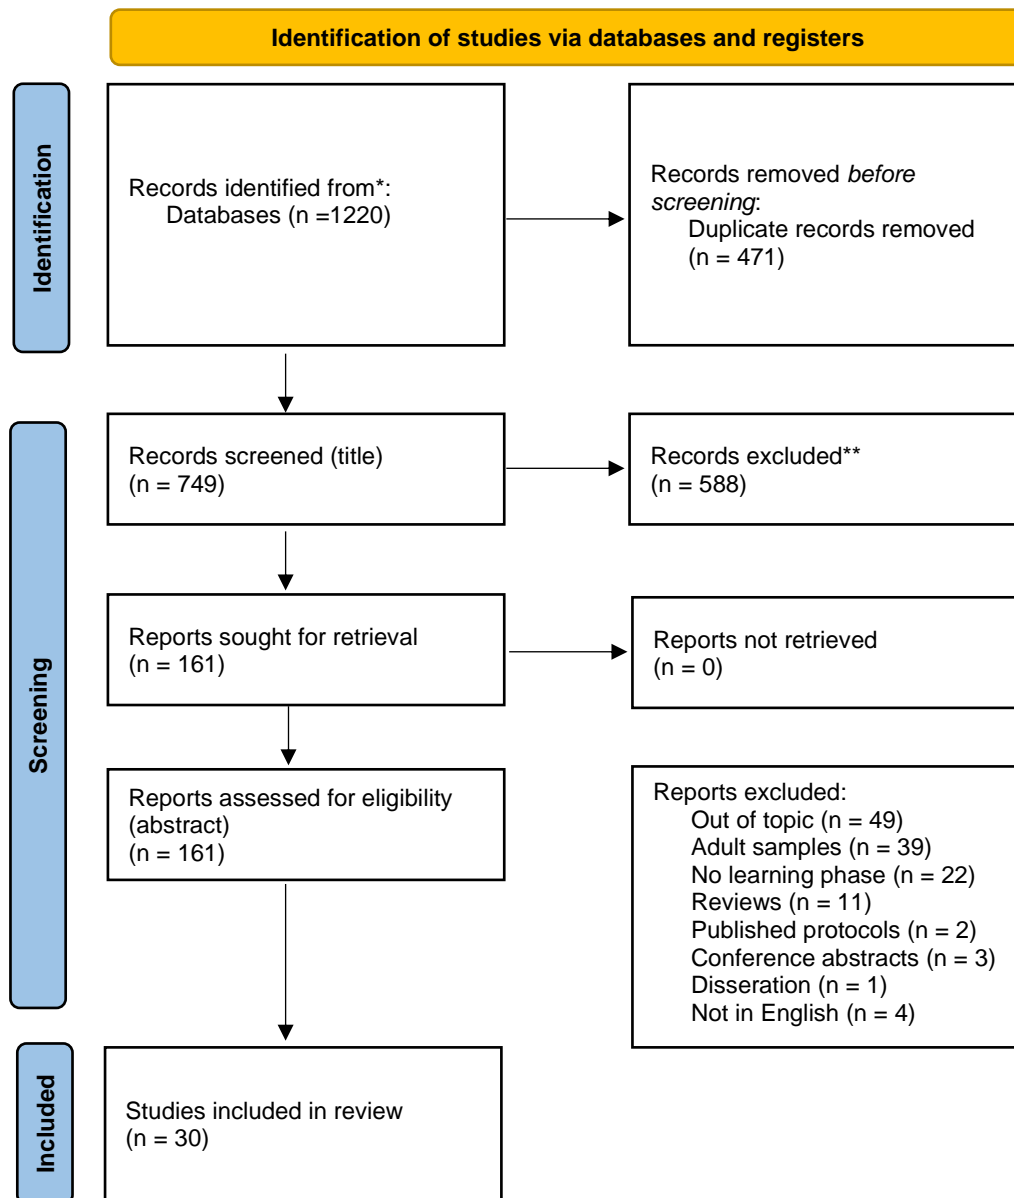 Identification of studies via databases and registers
Identification
Records identified from*:
Databases (n =1220)
Records removed before
screening:
Duplicate records removed
(n = 471)
Screening
Records screened (title)
(n = 749)
Records excluded**
(n = 588)
Reports sought for retrieval
(n = 161)
Reports not retrieved
(n = 0)
Reports assessed for eligibility
(abstract)
(n = 161)
Reports excluded:
Out of topic (n = 49)
Adult samples (n = 39)
No learning phase (n = 22)
Reviews (n = 11)
Published protocols (n = 2)
Conference abstracts (n = 3)
Disseration (n = 1)
Not in English (n = 4)
Included
Studies included in review
(n = 30)